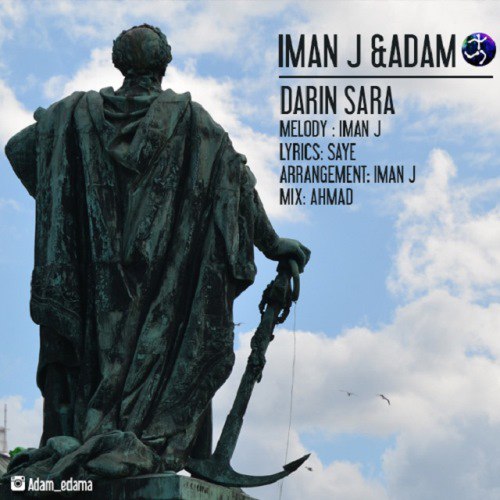 IMAN J &ADAM
DARIN SARA
MELODY : IMAN J
LYRICS: SAYE
ARRANGEMENT: IMAN J
MIX: AHMAD
Adam_edama